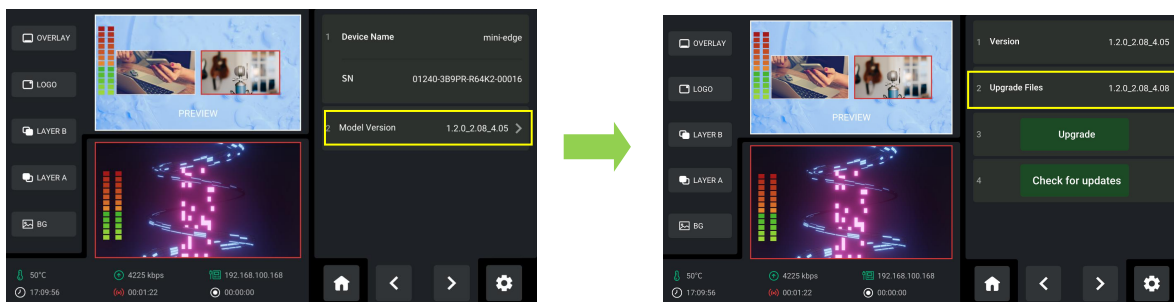 OVERLAY
LOGO
LAYER B
LAYER A
BG
PREVIEW
1 Device Name mini-edge
SN 01240-3B9PR-R64K2-00016
2 Model Version 1.2.0_2.08_4.05
50°C 4225 kbps 192.168.100.168
17:09:56 00:01:22 00:00:00
OVERLAY
LOGO
LAYER B
LAYER A
BG
PREVIEW
1 Version 1.2.0_2.08_4.05
2 Upgrade Files 1.2.0_2.08_4.08
3 Upgrade
4 Check for updates
50°C 4225 kbps 192.168.100.168
17:09:56 00:01:22 00:00:00